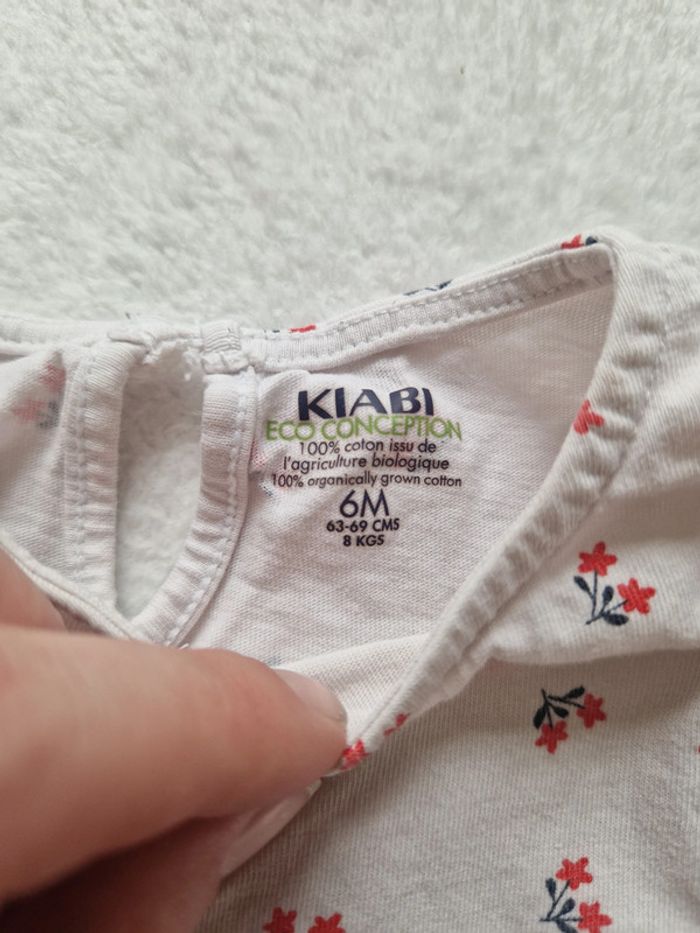 KIABI
ECO CONCEPTION
100% coton issu de
l'agriculture biologique
100% organically grown cotton
6M
63-69 CMS
8 KGS